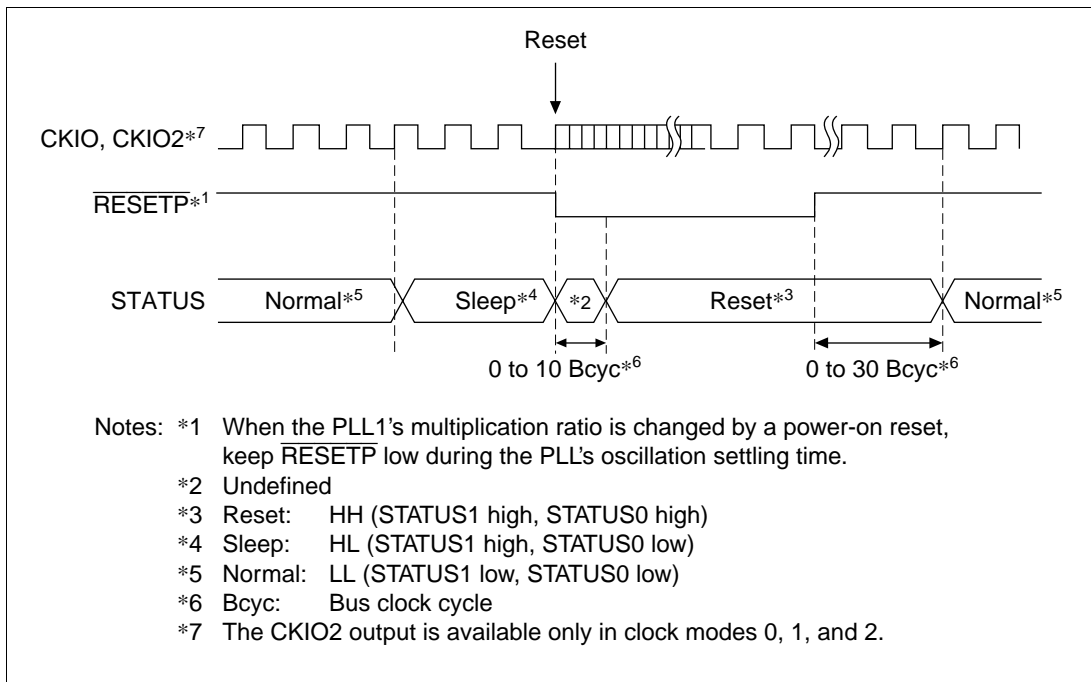 Reset
CKIO, CKIO2*7
RESETP*1
STATUS
Normal*5
Sleep*4
*2
Reset*3
Normal*5
0 to 10 Bcyc*6
0 to 30 Bcyc*6
Notes: *1 When the PLL1's multiplication ratio is changed by a power-on reset,
keep RESETP low during the PLL's oscillation settling time.
*2 Undefined
*3 Reset: HH (STATUS1 high, STATUS0 high)
*4 Sleep: HL (STATUS1 high, STATUS0 low)
*5 Normal: LL (STATUS1 low, STATUS0 low)
*6 Bcyc: Bus clock cycle
*7 The CKIO2 output is available only in clock modes 0, 1, and 2.